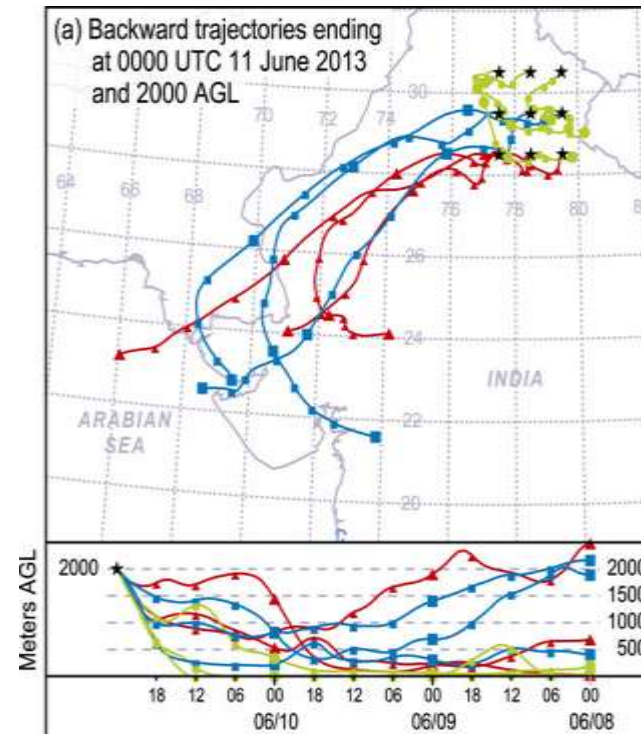 (a) Backward trajectories ending
at 0000 UTC 11 June 2013
and 2000 AGL
30
64
66
68
70
72
74
28
76
78
80
26
24
22
20
INDIA
ARABIAN
SEA
Meters AGL
2000
2000
1500
1000
500
18 12 06 00 18 12 06 00 18 12 06 00
06/10 06/09 06/08